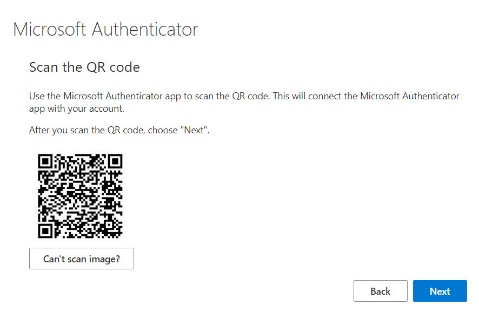 Microsoft Authenticator
Scan the QR code
Use the Microsoft Authenticator app to scan the QR code. This will connect the Microsoft Authenticator
app with your account.
After you scan the QR code, choose "Next".
Can't scan image?
Back
Next